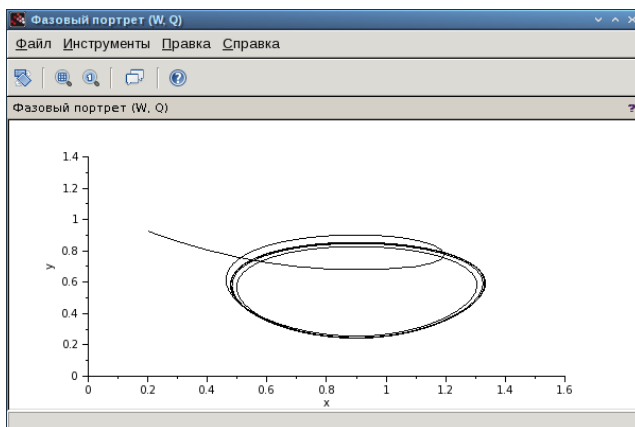 Фазовый портрет (W, Q)
Файл Инструменты Правка Справка
Фазовый портрет (W, Q) ?
1.4
1.2
1
0.8
0.6
0.4
0.2
0
y
0 0.2 0.4 0.6 0.8 1 1.2 1.4 1.6
x